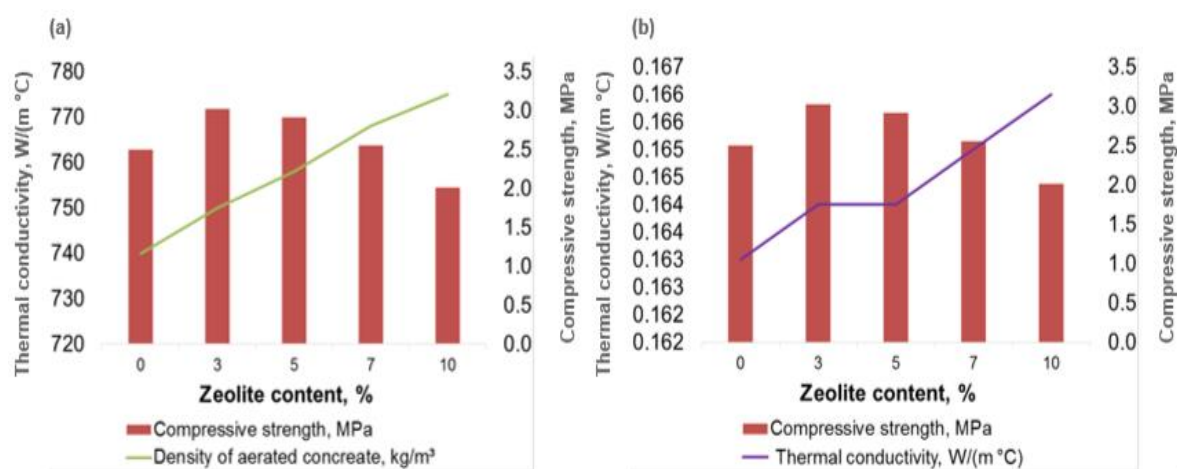 (a)
Thermal conductivity, W/(m °C)
780
770
760
750
740
730
720
3.5
3.0
2.5
2.0
1.5
1.0
0.5
0.0
Compressive strength, MPa
0 3 5 7 10
Zeolite content, %
Compressive strength, MPa
Density of aerated concreate, kg/m³
(b)
Thermal conductivity, W/(m °C)
0.167
0.166
0.166
0.165
0.165
0.164
0.164
0.163
0.163
0.162
0.162
3.5
3.0
2.5
2.0
1.5
1.0
0.5
0.0
Compressive strength, MPa
0 3 5 7 10
Zeolite content, %
Compressive strength, MPa
Thermal conductivity, W/(m °C)